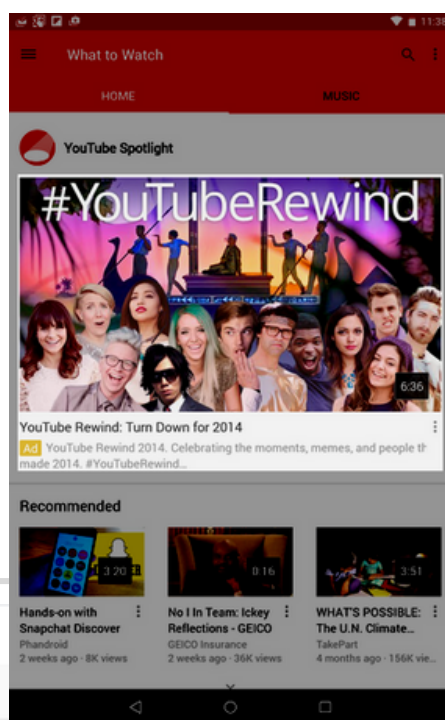 11:38
What to Watch
HOME MUSIC
YouTube Spotlight
#YouTubeRewind
6:36
YouTube Rewind: Turn Down for 2014
Ad YouTube Rewind 2014. Celebrating the moments, memes, and people th
made 2014. #YouTubeRewind...
Recommended
3:20
0:16
3:51
Hands-on with
Snapchat Discover
Phandroid
2 weeks ago · 8K views
No I In Team: Ickey
Reflections - GEICO
GEICO Insurance
2 weeks ago · 36K views
WHAT'S POSSIBLE:
The U.N. Climate...
TakePart
4 months ago · 156K vie...